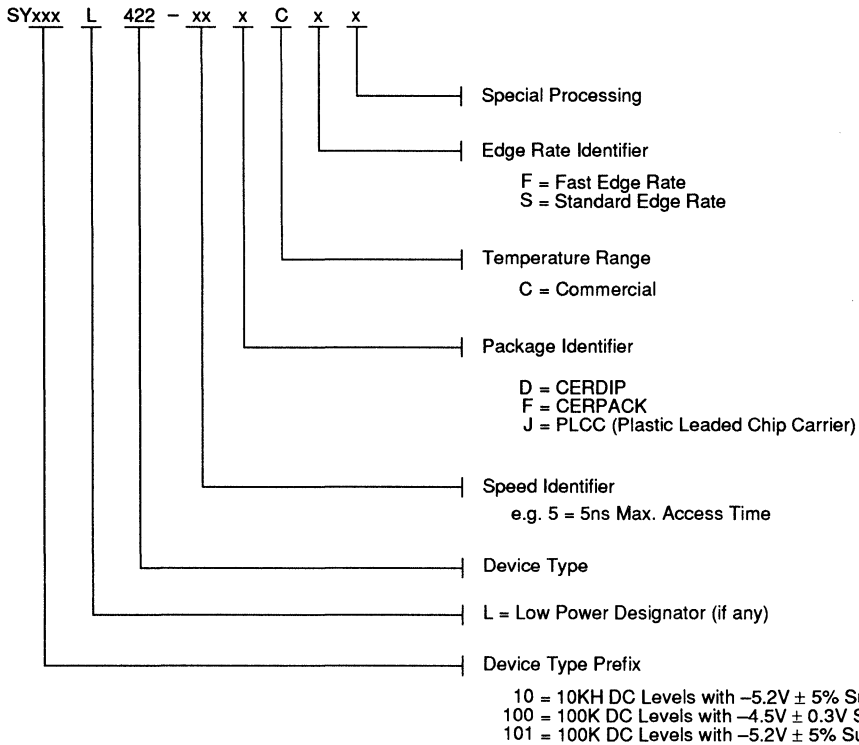 SYxxx L 422 - xx x C x x
Special Processing
Edge Rate Identifier
F = Fast Edge Rate
S = Standard Edge Rate
Temperature Range
C = Commercial
Package Identifier
D = CERDIP
F = CERPACK
J = PLCC (Plastic Leaded Chip Carrier)
Speed Identifier
e.g. 5 = 5ns Max. Access Time
Device Type
L = Low Power Designator (if any)
Device Type Prefix
10 = 10KH DC Levels with –5.2V ± 5%
100 = 100K DC Levels with –4.5V ± 0.3V
101 = 100K DC Levels with –5.2V ± 5%